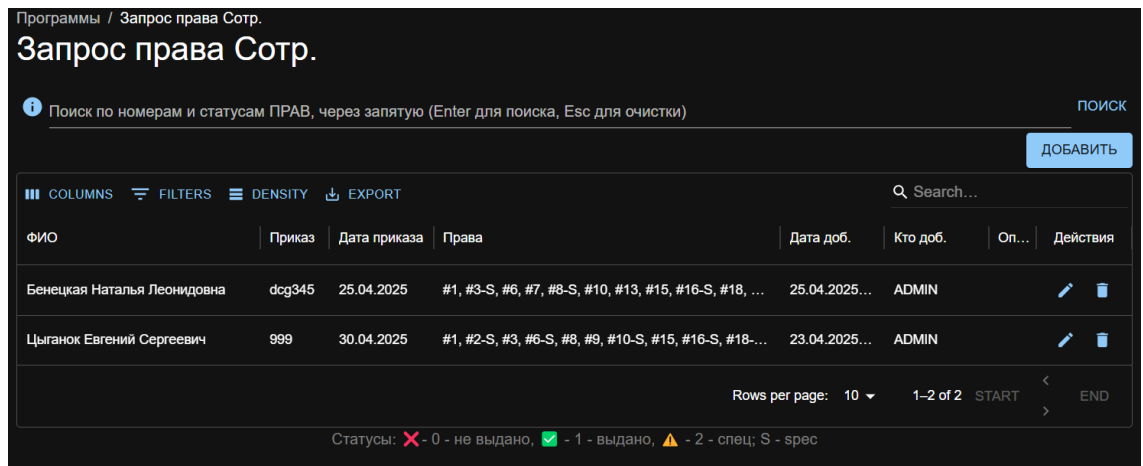 Программы / Запрос права Сотр.
Запрос права Сотр.
Поиск по номерам и статусам ПРАВ, через запятую (Enter для поиска, Esc для очистки) ПОИСК
ДОБАВИТЬ
COLUMNS FILTERS DENSITY EXPORT Search…
ФИО Приказ Дата приказа Права Дата доб. Кто доб. Оп… Действия
Бенецкая Наталья Леонидовна dcg345 25.04.2025 #1, #3-S, #6, #7, #8-S, #10, #13, #15, #16-S, #18, … 25.04.2025… ADMIN
Цыганок Евгений Сергеевич 999 30.04.2025 #1, #2-S, #3, #6-S, #8, #9, #10-S, #15, #16-S, #18-… 23.04.2025… ADMIN
Rows per page: 10 1–2 of 2 START < > END
Статусы: ❌ - 0 - не выдано, ✅ - 1 - выдано, ⚠ - 2 - спец; S - spec